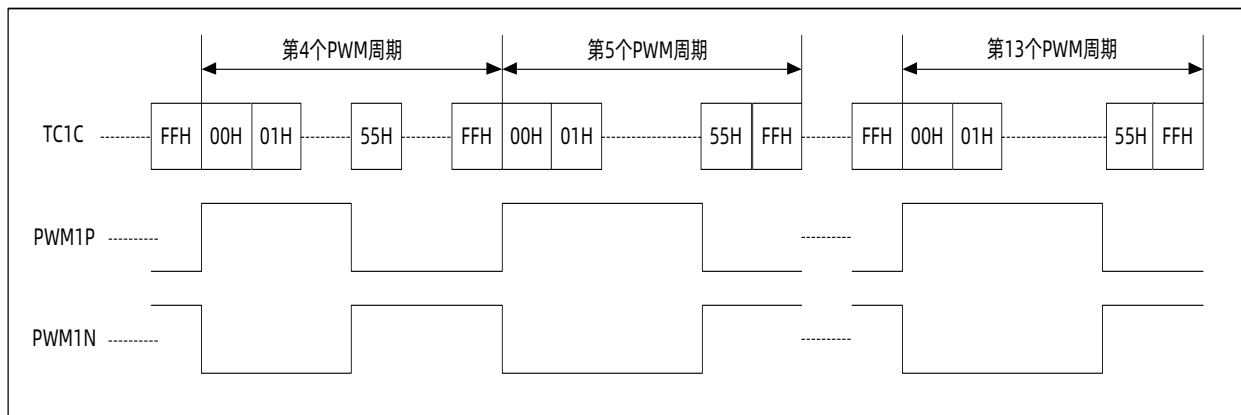 第4个PWM周期 第5个PWM周期 第13个PWM周期
TC1C FFH 00H 01H 55H FFH 00H 01H 55H FFH FFH 00H 01H 55H FFH
PWM1P
PWM1N